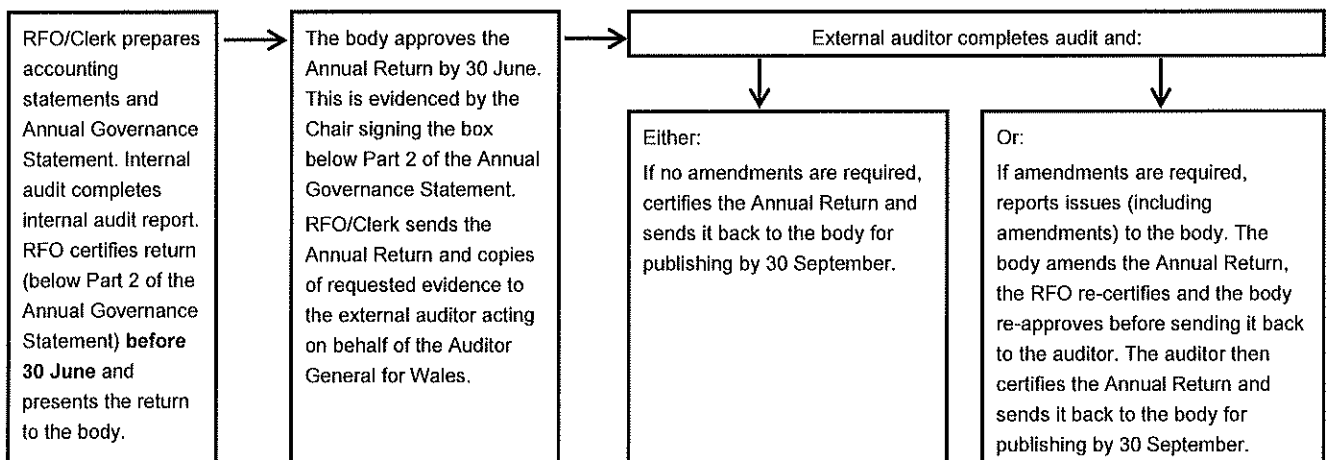 RFO/Clerk prepares
accounting
statements and
Annual Governance
Statement. Internal
audit completes
internal audit report.
RFO certifies return
(below Part 2 of the
Annual Governance
Statement) before
30 June and
presents the return
to the body.
The body approves the
Annual Return by 30 June.
This is evidenced by the
Chair signing the box
below Part 2 of the Annual
Governance Statement.
RFO/Clerk sends the
Annual Return and copies
of requested evidence to
the external auditor acting
on behalf of the Auditor
General for Wales.
External auditor completes audit and:
Either:
If no amendments are required,
certifies the Annual Return and
sends it back to the body for
publishing by 30 September.
Or:
If amendments are required,
reports issues (including
amendments) to the body. The
body amends the Annual Return,
the RFO re-certifies and the body
re-approves before sending it back
to the auditor. The auditor then
certifies the Annual Return and
sends it back to the body for
publishing by 30 September.